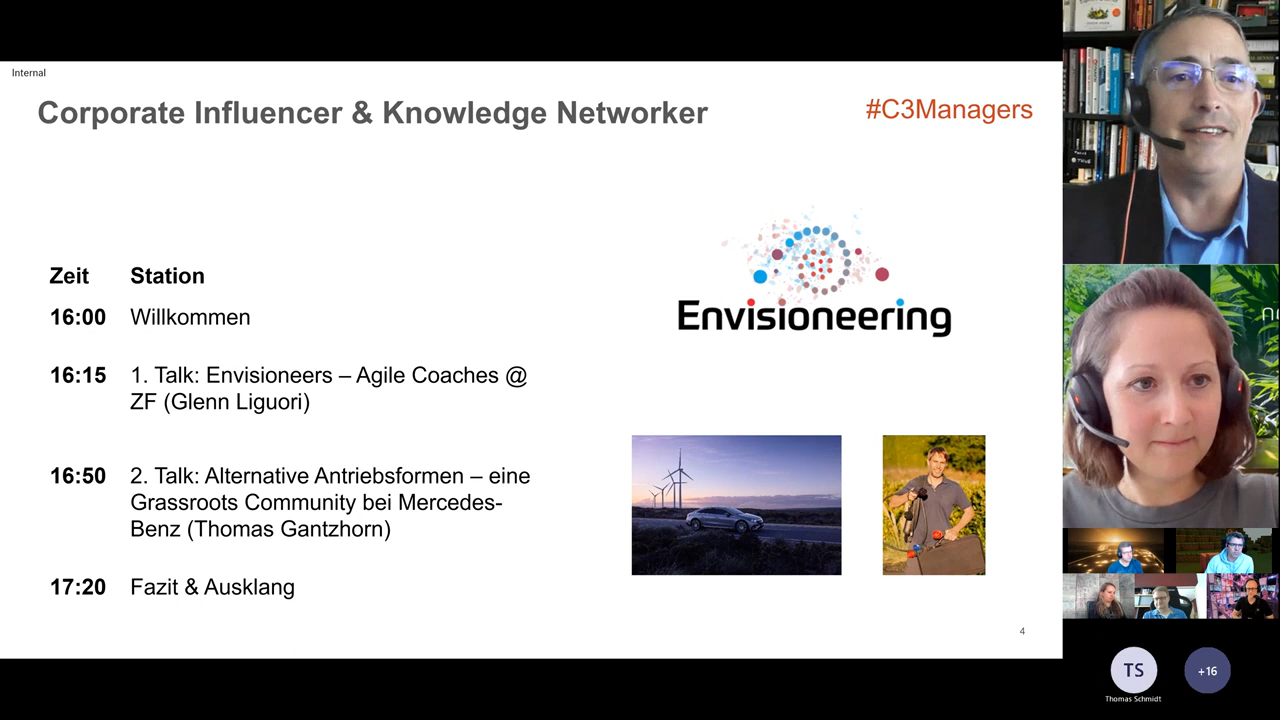 Internal
Corporate Influencer & Knowledge Networker
#C3Managers
Envisioneering
Zeit Station
16:00 Willkommen
16:15 1. Talk: Envisioneers – Agile Coaches @
ZF (Glenn Liguori)
16:50 2. Talk: Alternative Antriebsformen – eine
Grassroots Community bei Mercedes-
Benz (Thomas Gantzhorn)
17:20 Fazit & Ausklang
4
TS
+16
Thomas Schmidt